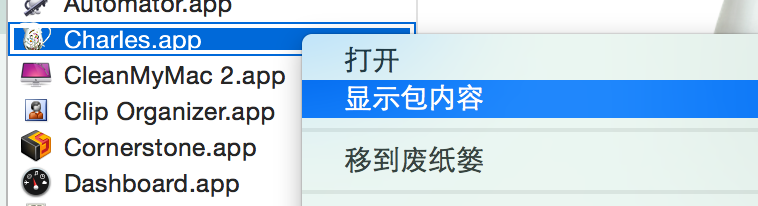 Automator.app
Charles.app
打开
显示包内容
移到废纸篓
CleanMyMac 2.app
Clip Organizer.app
Cornerstone.app
Dashboard.app